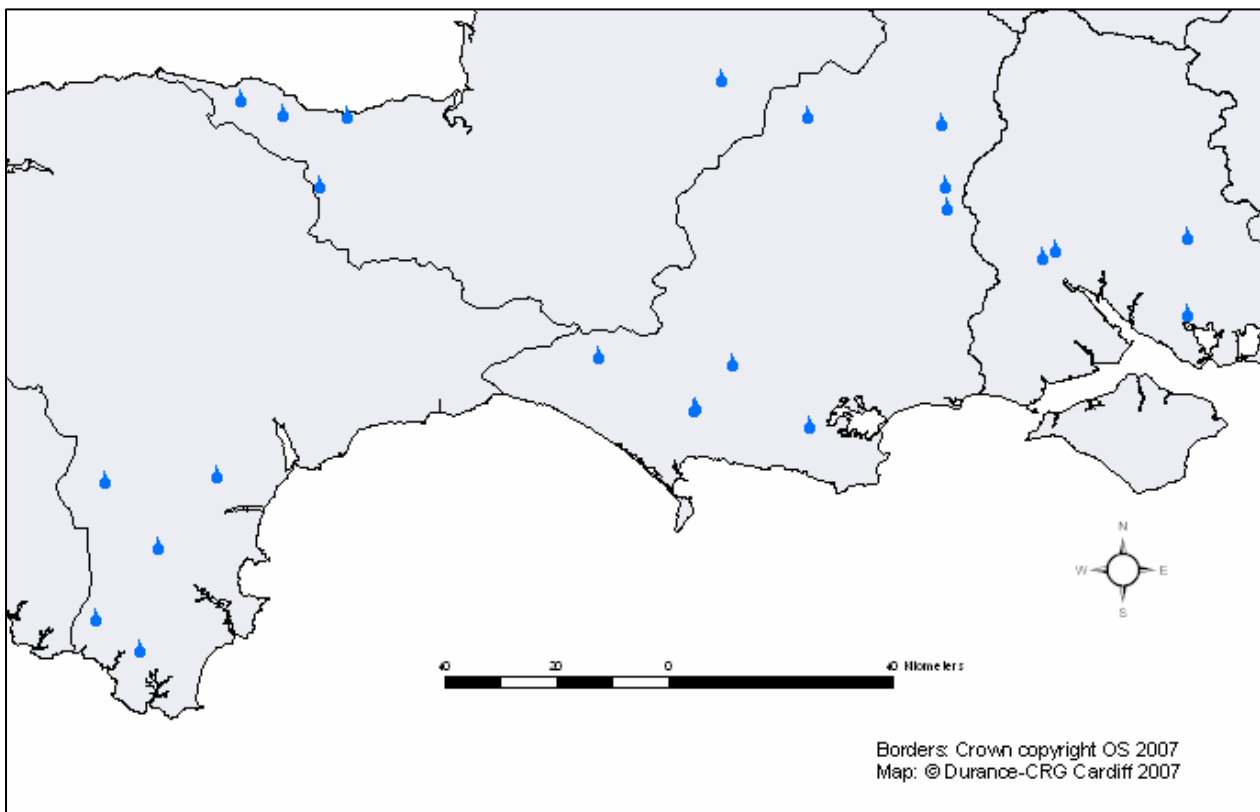 N
W E
S
40 20 0 40 Kilometers
Borders: Crown copyright OS 2007
Map: © Durance-CRG Cardiff 2007